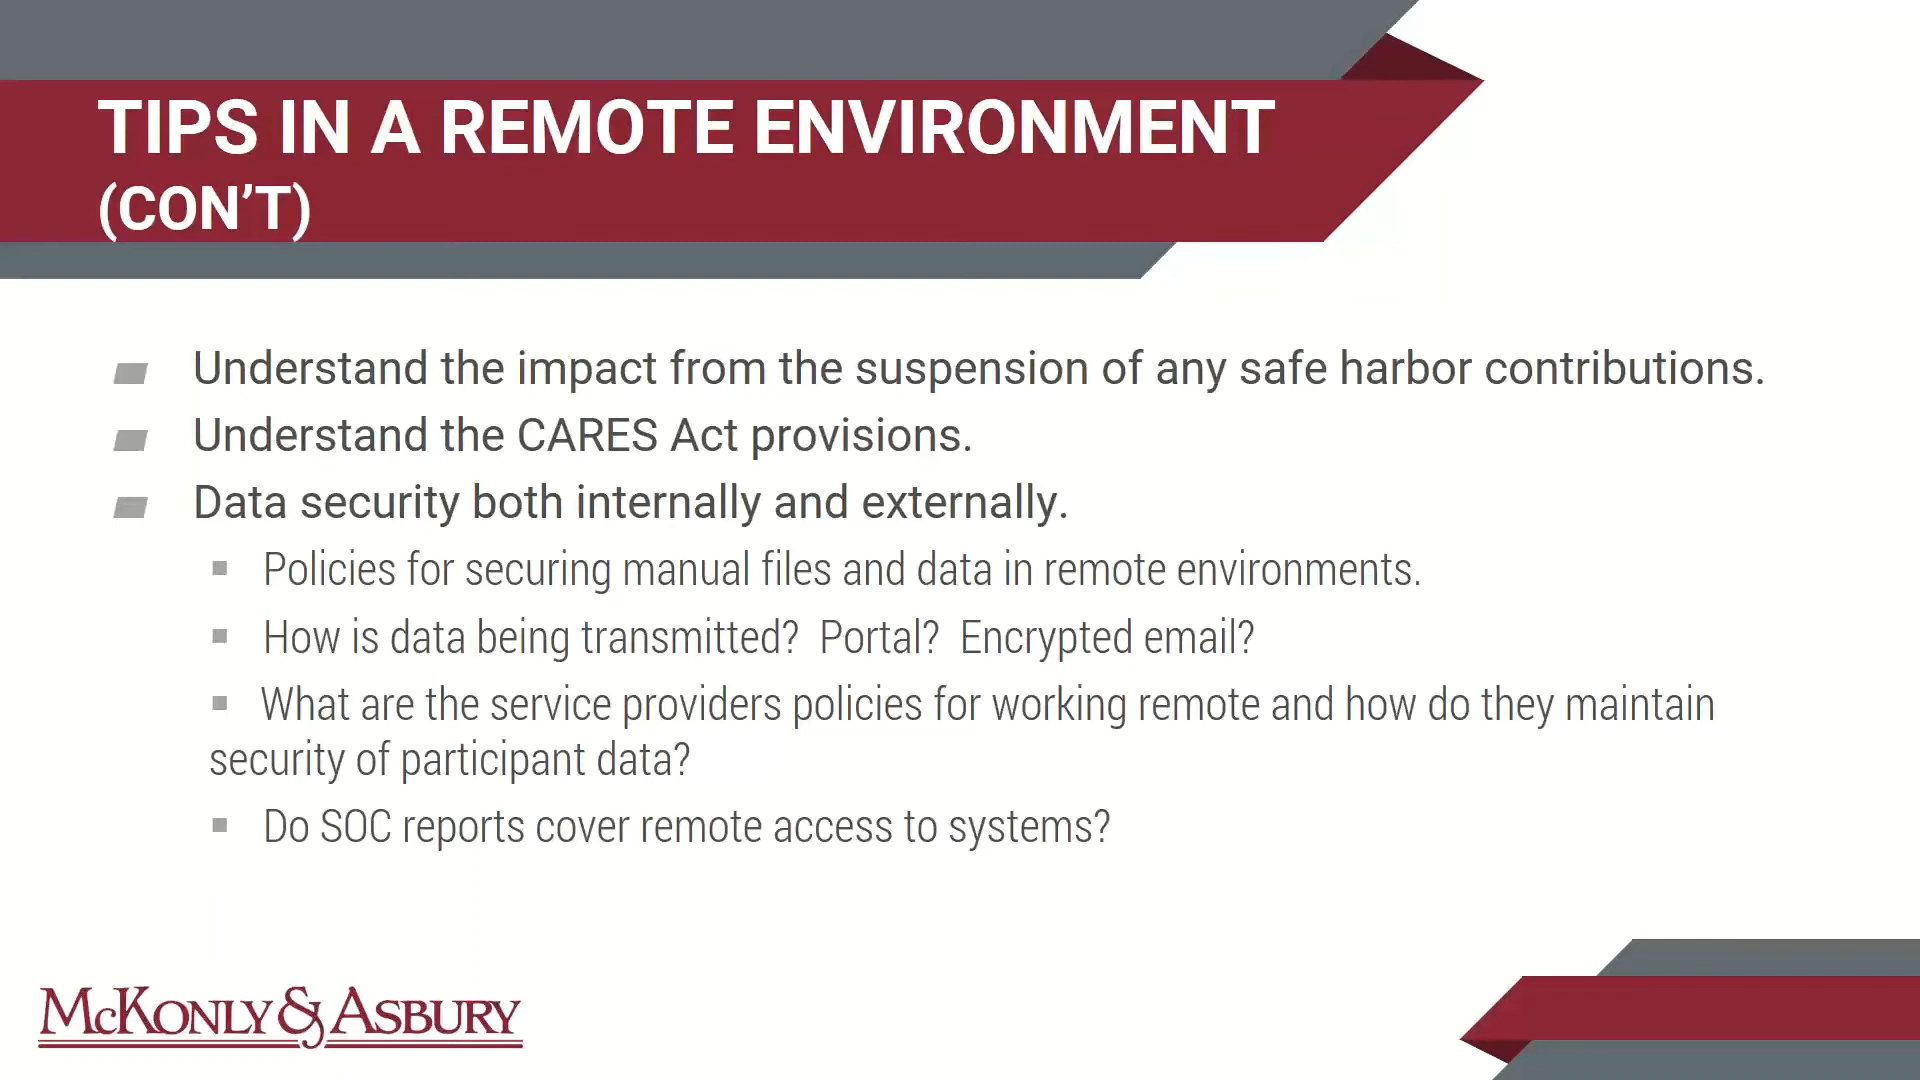 TIPS IN A REMOTE ENVIRONMENT
(CON’T)
Understand the impact from the suspension of any safe harbor contributions.
Understand the CARES Act provisions.
Data security both internally and externally.
Policies for securing manual files and data in remote environments.
How is data being transmitted?  Portal?  Encrypted email?
What are the service providers policies for working remote and how do they maintain
security of participant data?
Do SOC reports cover remote access to systems?
McKonly & Asbury